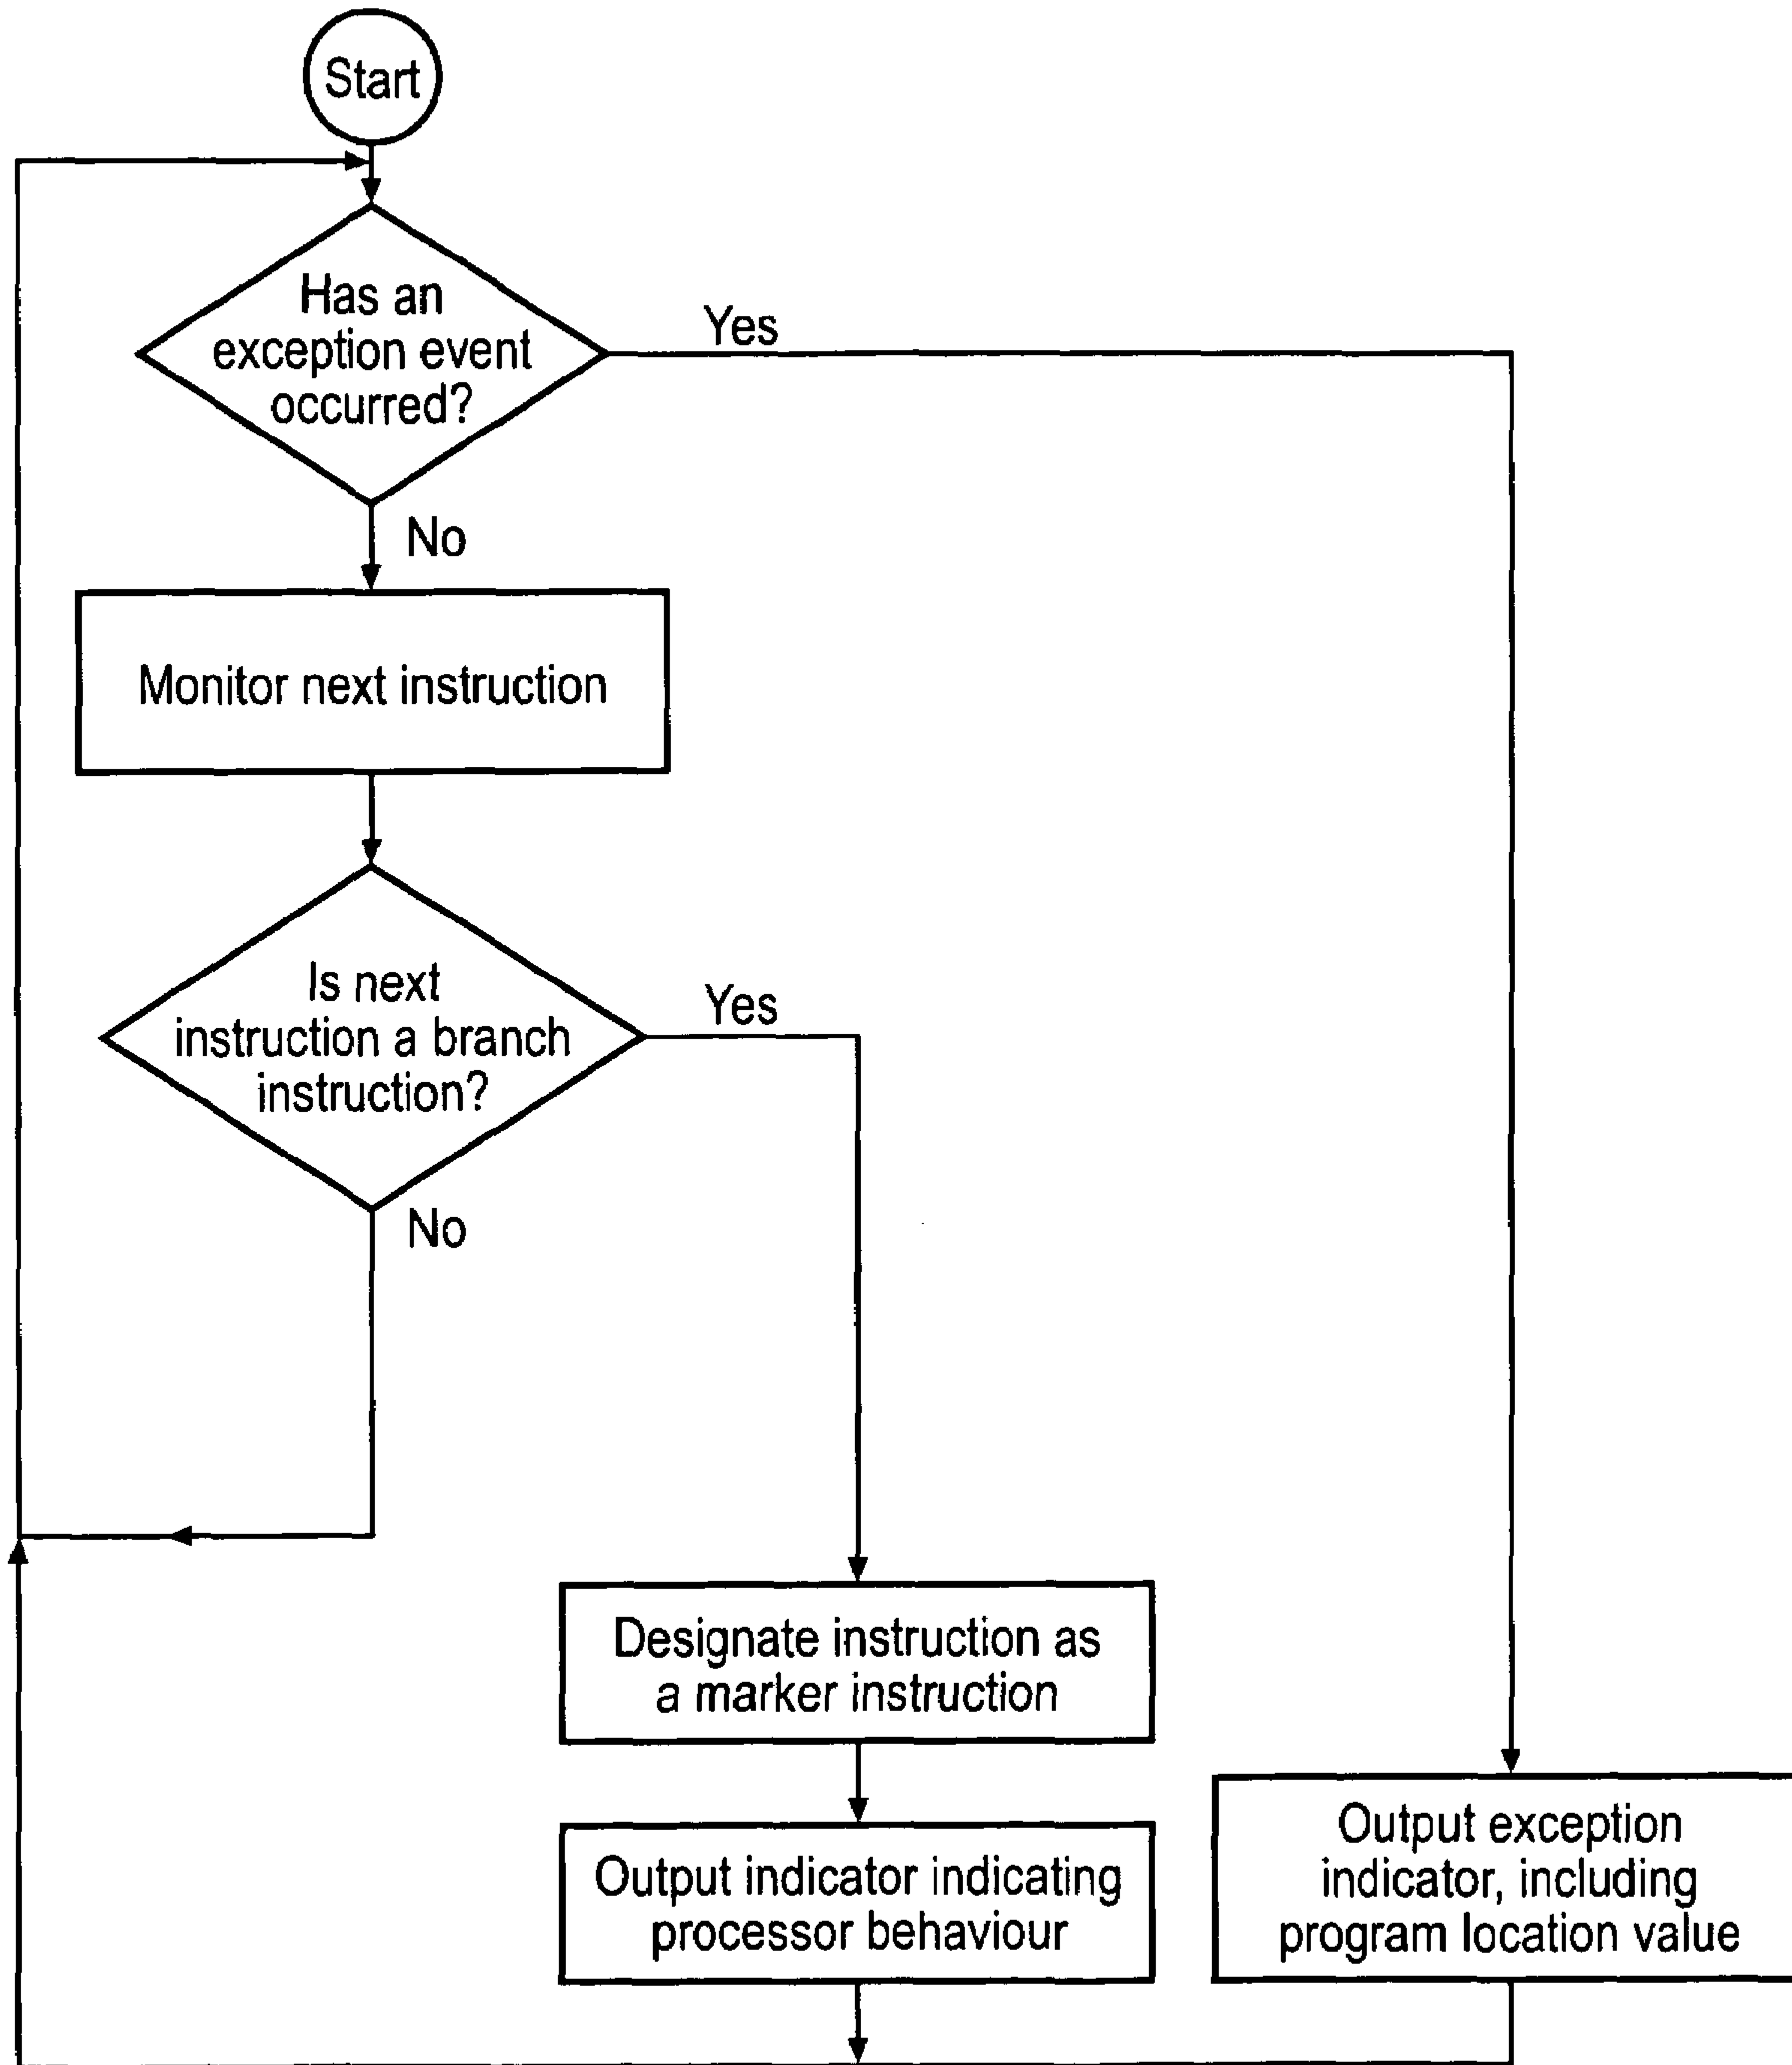 Start
Has an
exception event
occurred?
Yes
No
Monitor next instruction
Is next
instruction a branch
instruction?
Yes
No
Designate instruction as
a marker instruction
Output indicator indicating
processor behaviour
Output exception
indicator, including
program location value